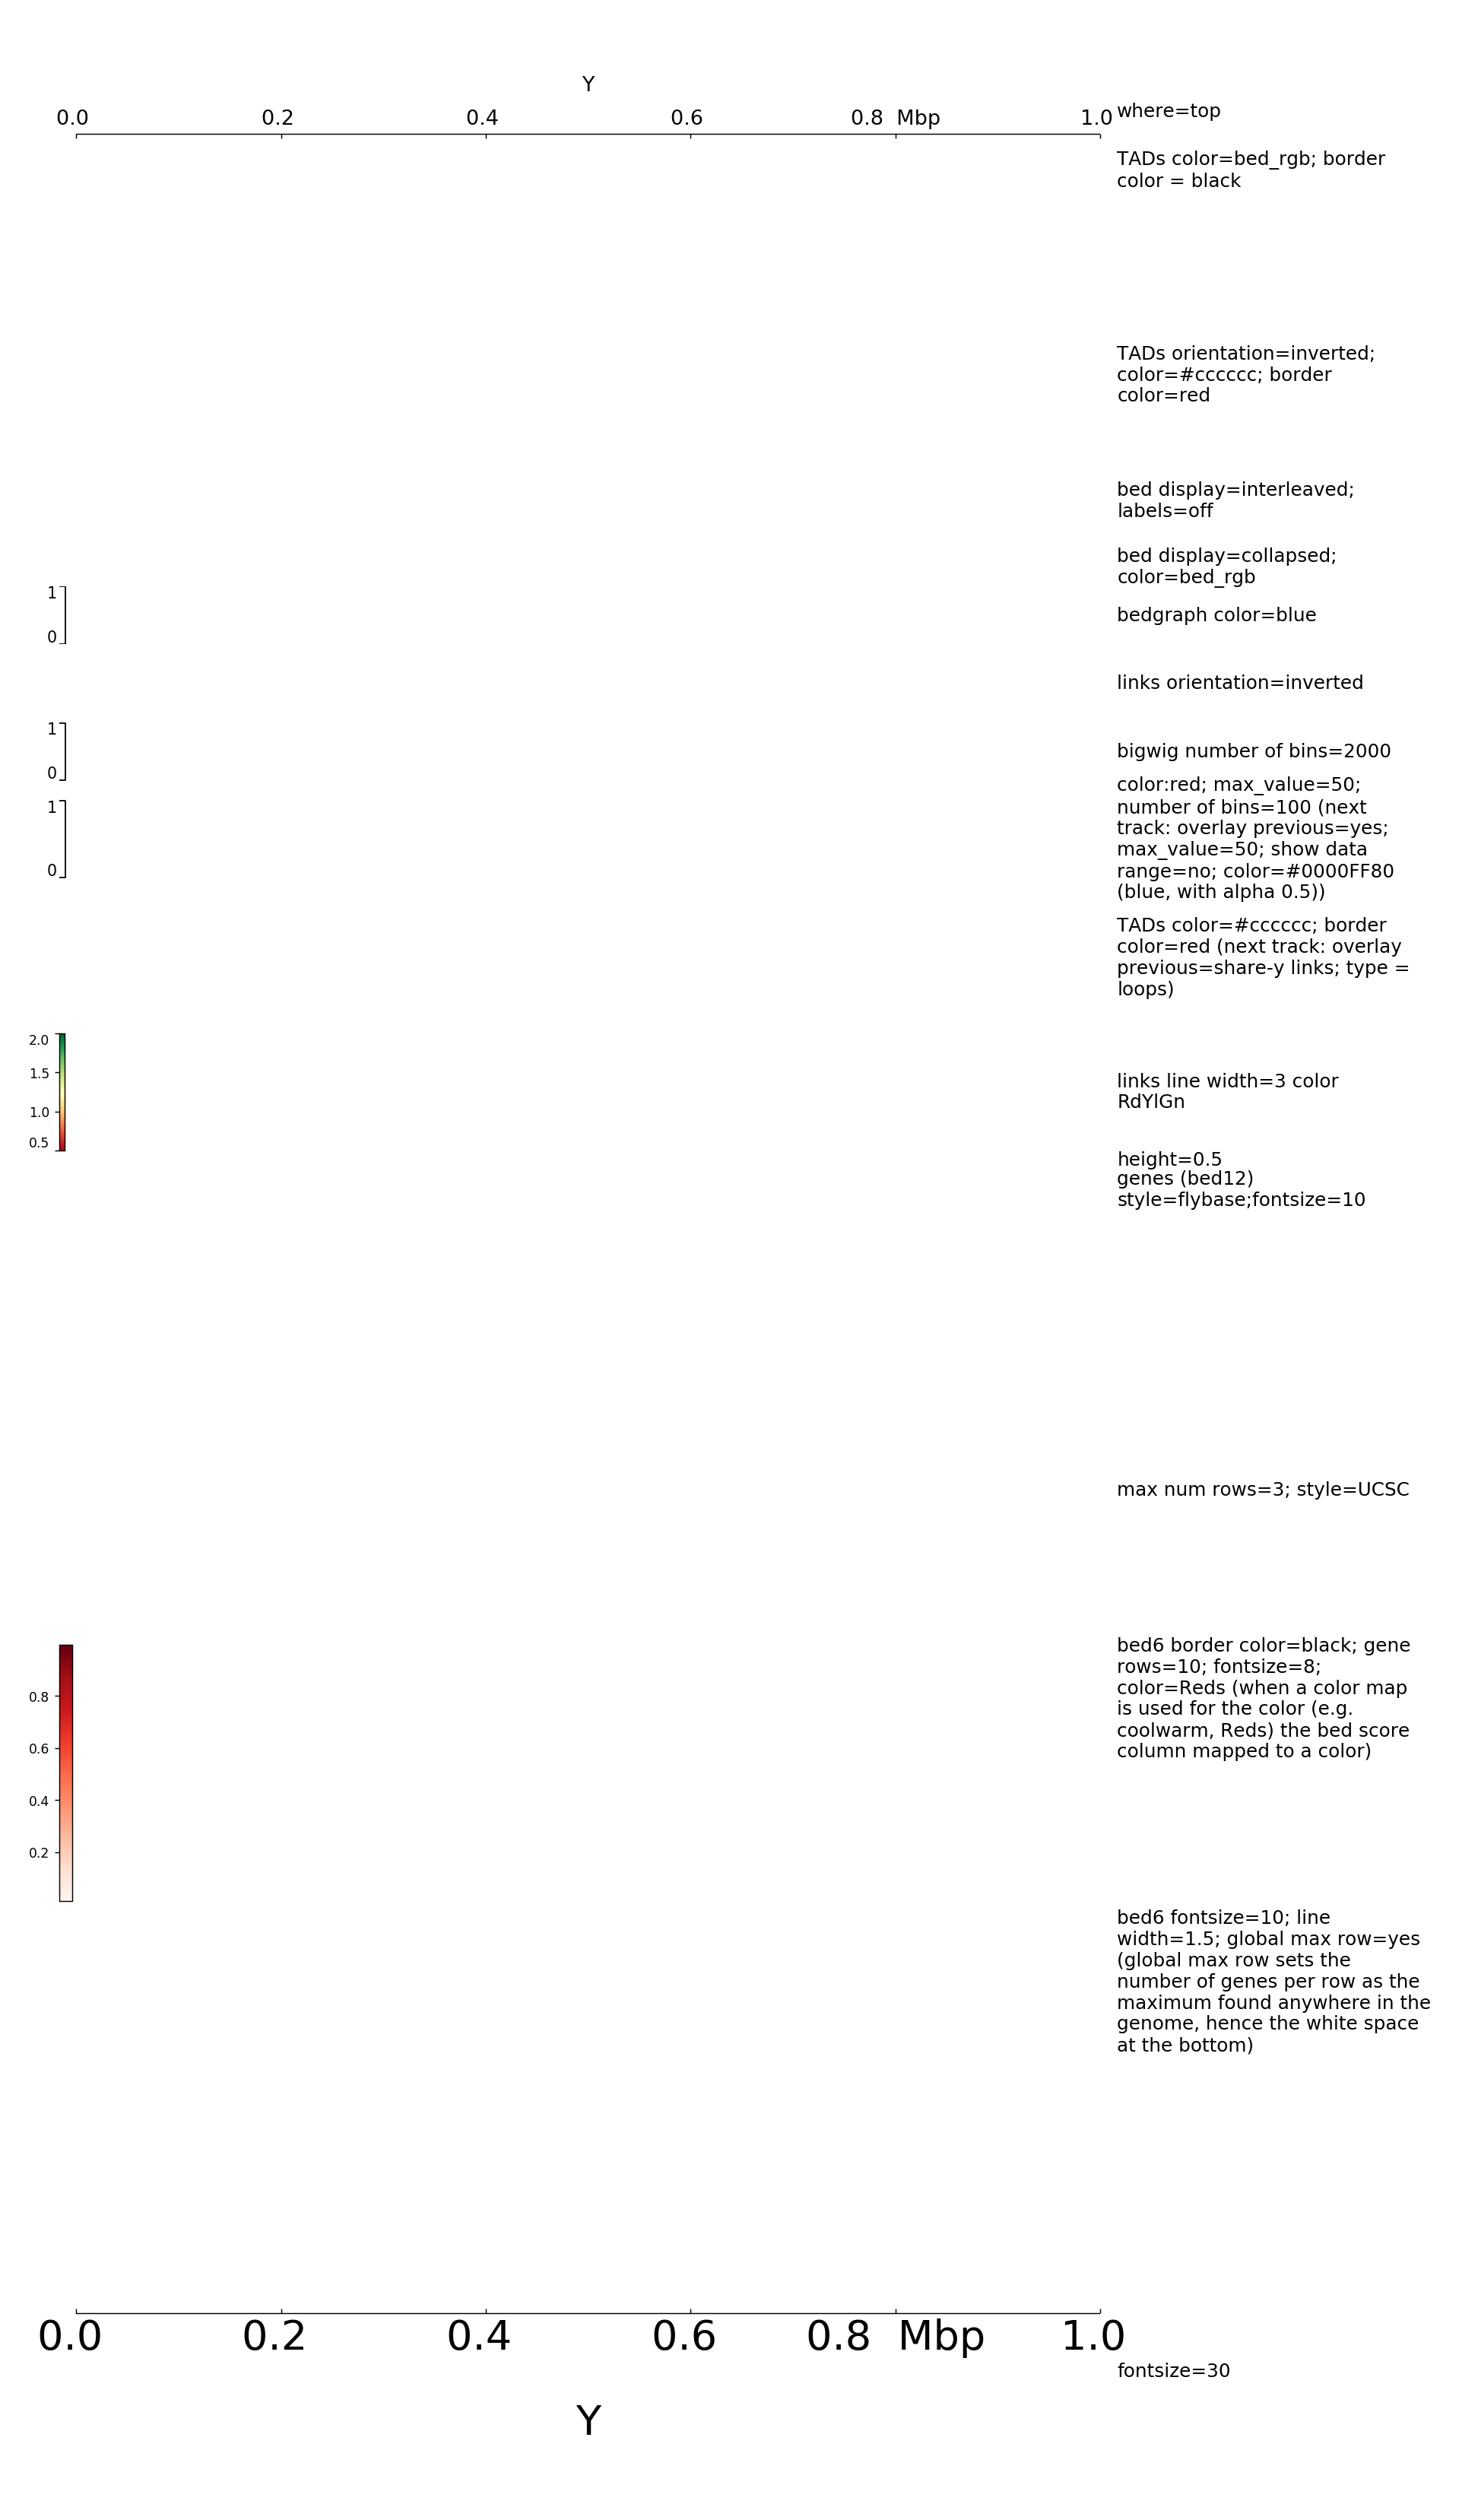 Y
0.0 0.2 0.4 0.6 0.8 Mbp 1.0
where=top
TADs color=bed_rgb; border
color = black
TADs orientation=inverted;
color=#cccccc; border
color=red
bed display=interleaved;
labels=off
bed display=collapsed;
color=bed_rgb
1
0
bedgraph color=blue
links orientation=inverted
1
0
bigwig number of bins=2000
1
0
color:red; max_value=50;
number of bins=100 (next
track: overlay previous=yes;
max_value=50; show data
range=no; color=#0000FF80
(blue, with alpha 0.5))
TADs color=#cccccc; border
color=red (next track: overlay
previous=share-y links; type =
loops)
2.0
1.5
1.0
0.5
links line width=3 color
RdYlGn
height=0.5
genes (bed12)
style=flybase;fontsize=10
max num rows=3; style=UCSC
0.8
0.6
0.4
0.2
bed6 border color=black; gene
rows=10; fontsize=8;
color=Reds (when a color map
is used for the color (e.g.
coolwarm, Reds) the bed score
column mapped to a color)
bed6 fontsize=10; line
width=1.5; global max row=yes
(global max row sets the
number of genes per row as the
maximum found anywhere in the
genome, hence the white space
at the bottom)
0.0 0.2 0.4 0.6 0.8 Mbp 1.0
fontsize=30
Y